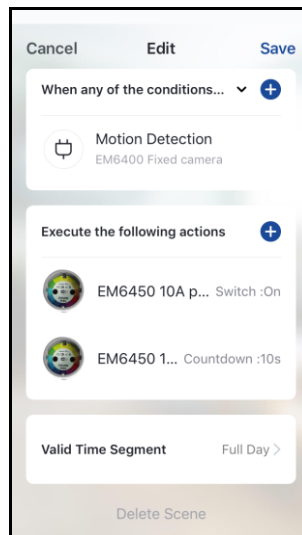 Cancel Edit Save
When any of the conditions...
Motion Detection
EM6400 Fixed camera
Execute the following actions
EM6450 10A p... Switch :On
EM6450 1... Countdown :10s
Valid Time Segment Full Day >
Delete Scene